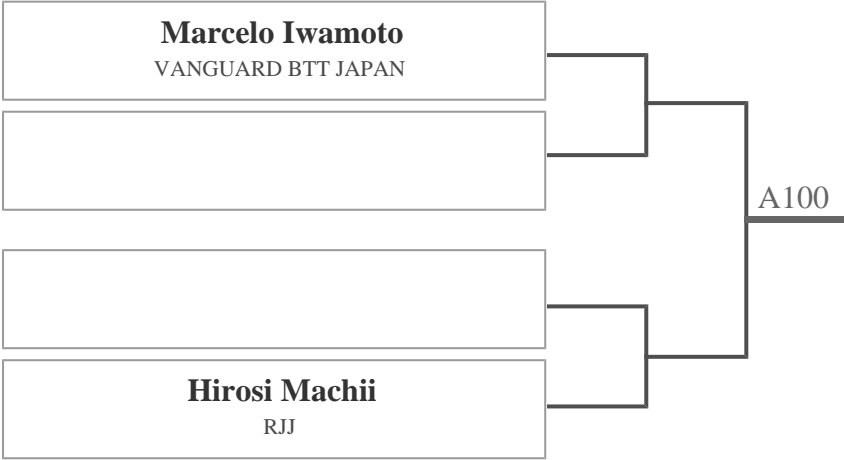 Marcelo Iwamoto
VANGUARD BTT JAPAN
A100
Hirosi Machii
RJJ